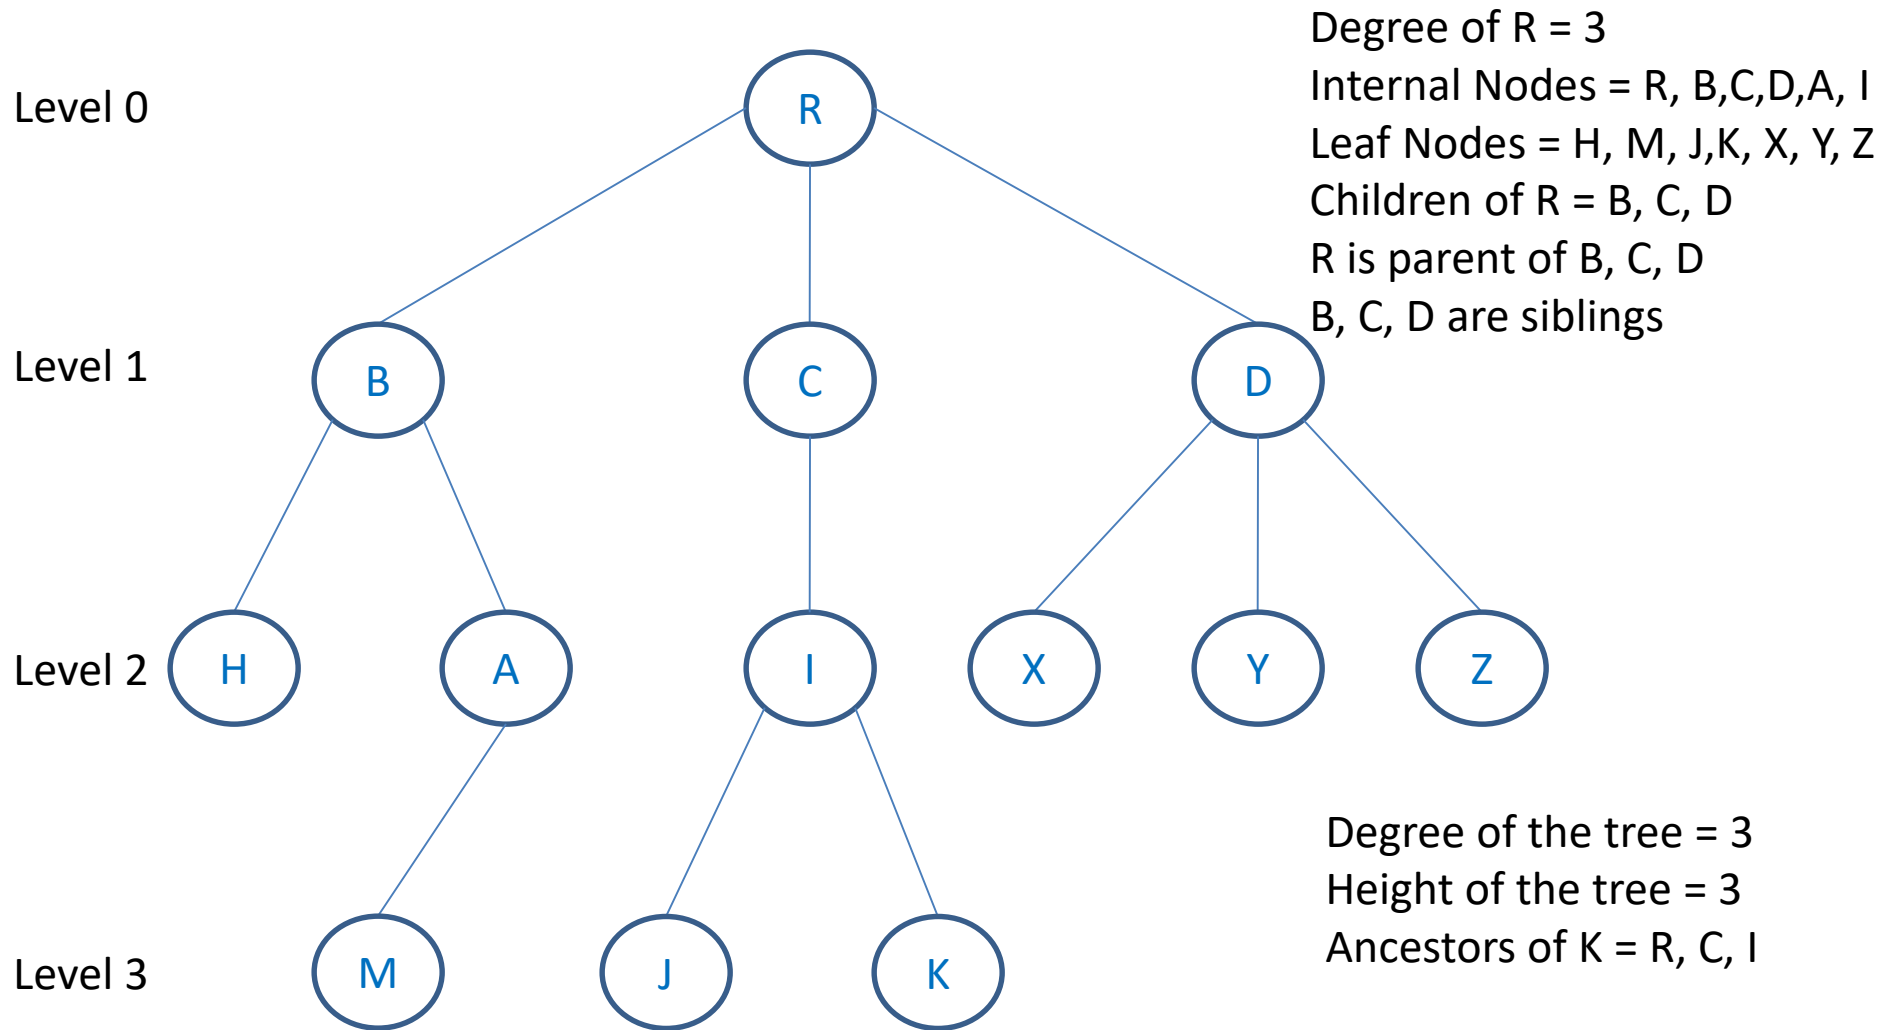 Degree of R = 3
Internal Nodes = R, B,C,D,A, I
Leaf Nodes = H, M, J,K, X, Y, Z
Children of R = B, C, D
R is parent of B, C, D
B, C, D are siblings
Level 0
R
Level 1
B
C
D
Level 2
H
A
I
X
Y
Z
Degree of the tree = 3
Height of the tree = 3
Ancestors of K = R, C, I
Level 3
M
J
K